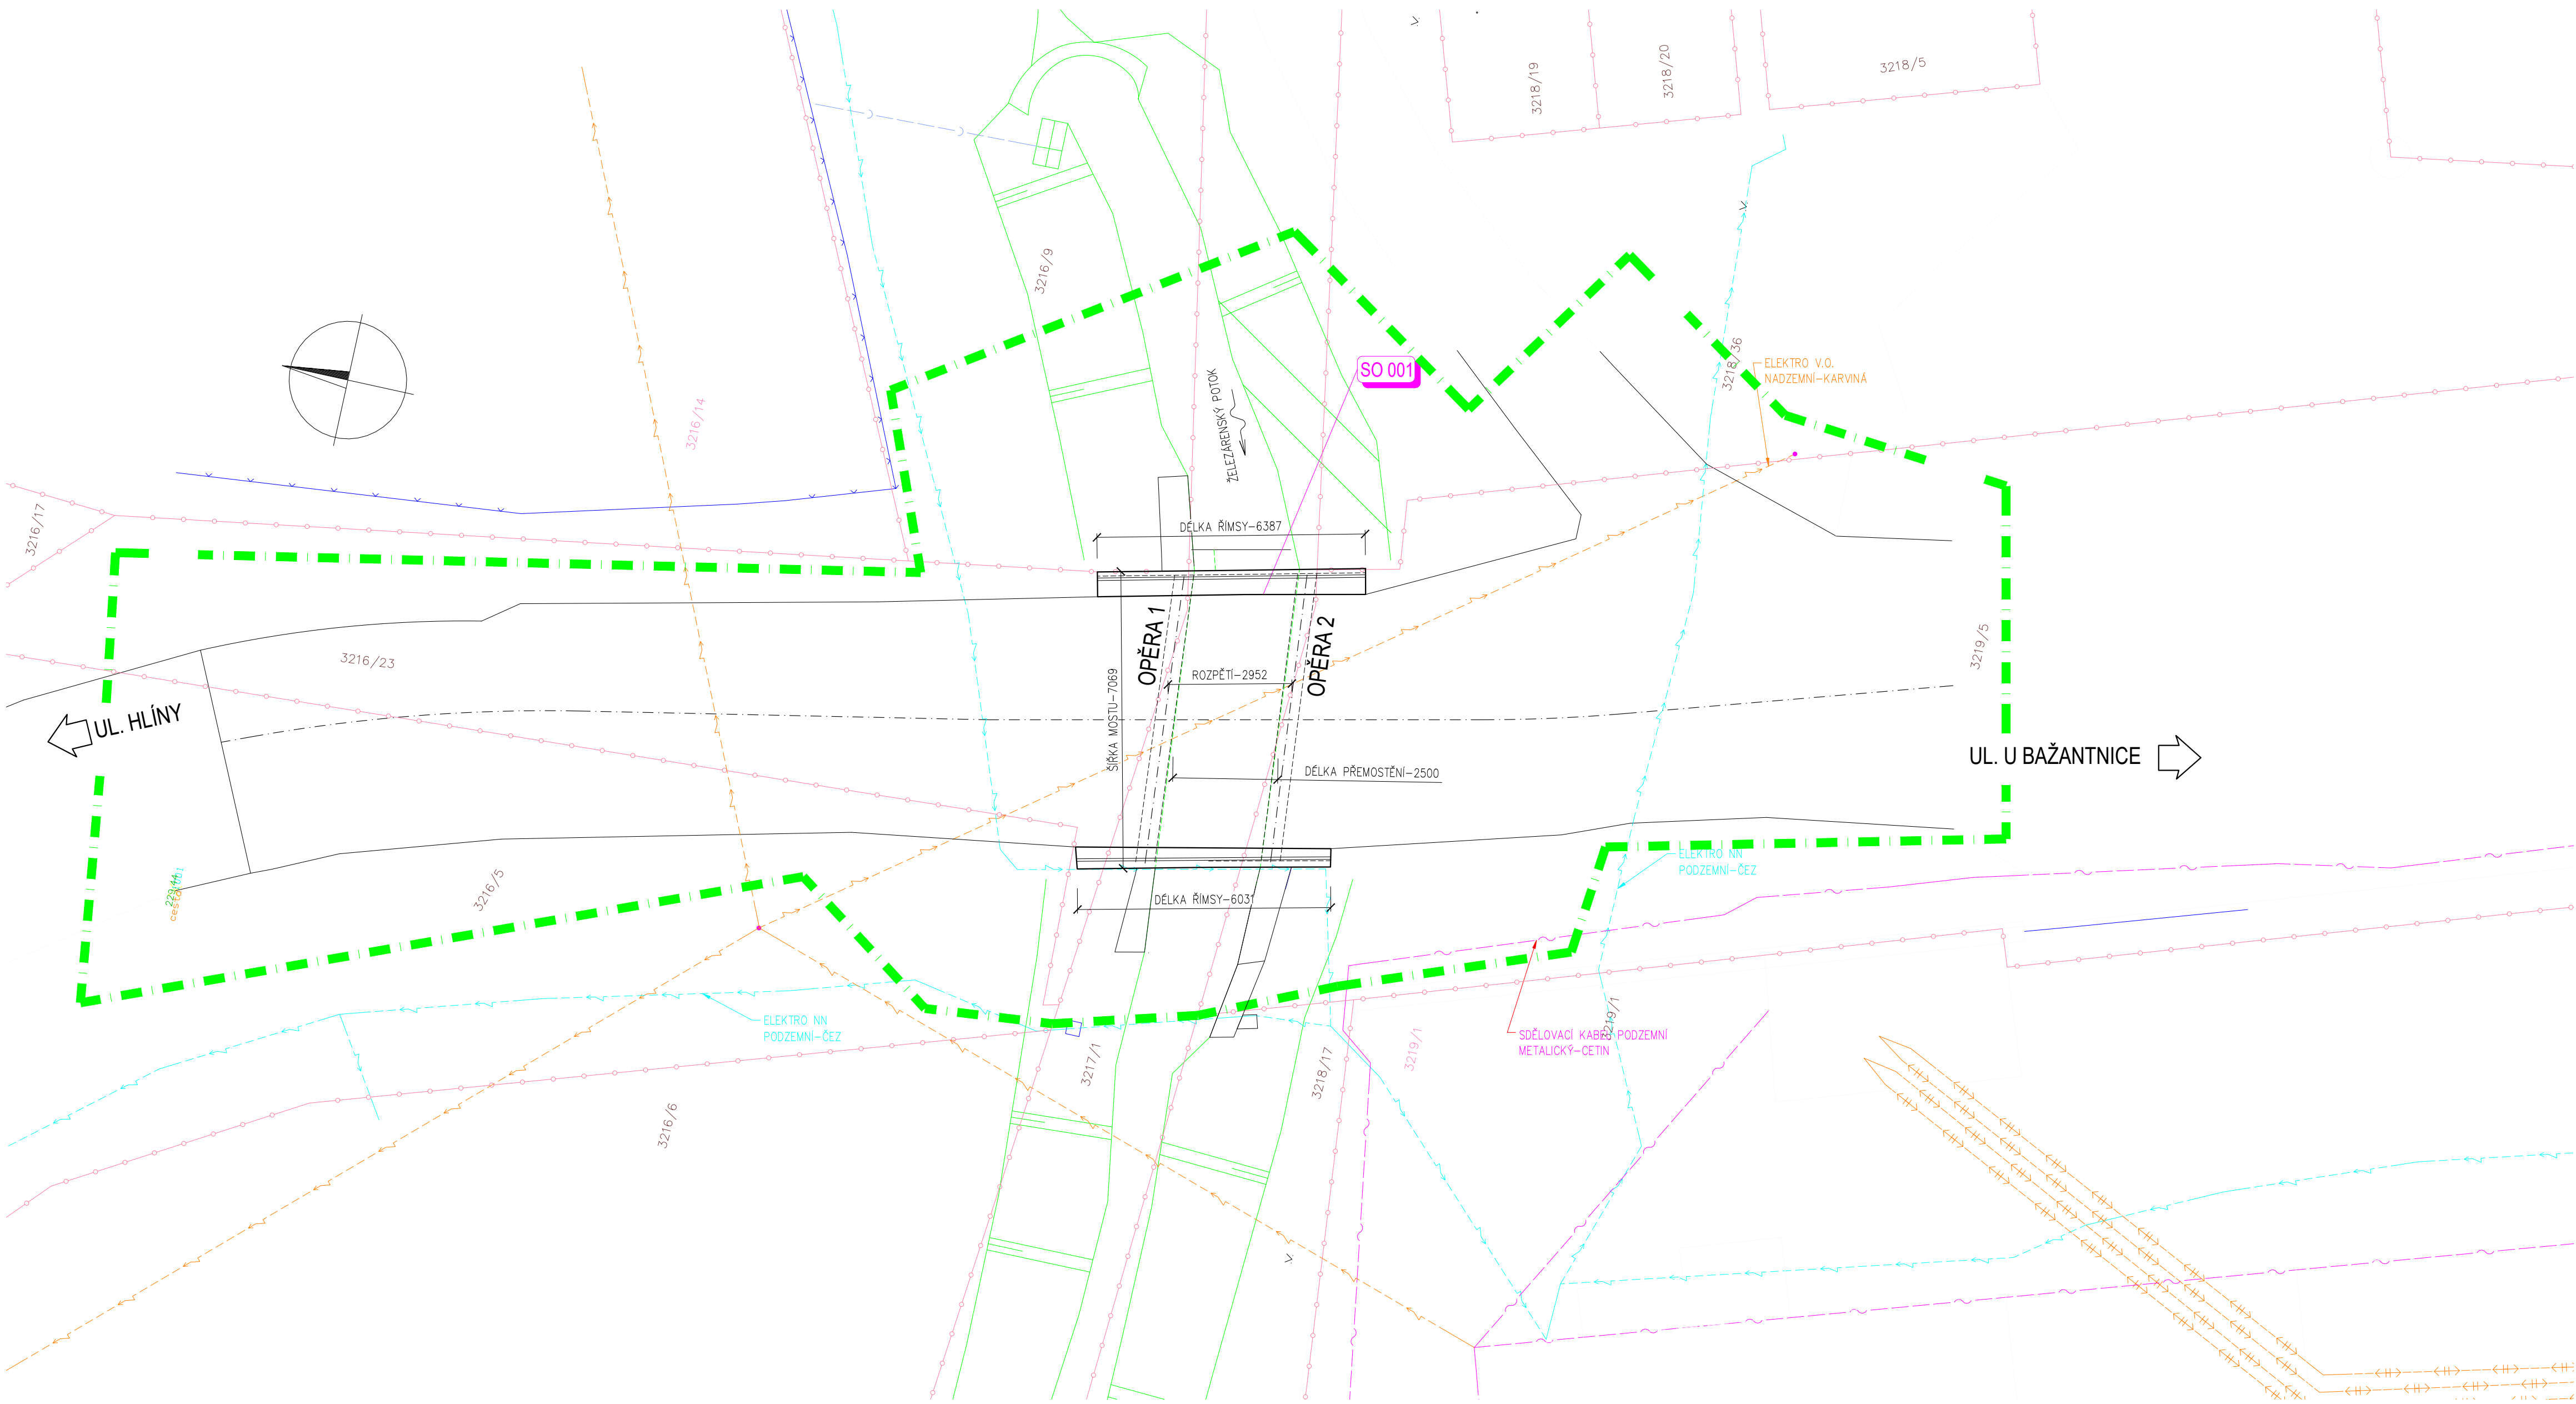 3218/19
3218/20
3218/5
3216/9
3216/14
3218/36
SO 001
ELEKTRO V.O.
NADZEMNÍ-KARVINÁ
ŽELEZÁRENSKÝ POTOK
3216/17
DÉLKA ŘÍMSY-6387
OPĚRA 1
OPĚRA 2
3216/23
3219/5
ROZPĚTÍ-2952
ŠÍŘKA MOSTU-7069
UL. HLÍNY
UL. U BAŽANTNICE
DÉLKA PŘEMOSTĚNÍ-2500
ELEKTRO NN
PODZEMNÍ-ČEZ
3216/5
DÉLKA ŘÍMSY-6031
ELEKTRO NN
PODZEMNÍ-ČEZ
SDĚLOVACÍ KABEL PODZEMNÍ
METALICKÝ-CETIN
3219/1
3219/1
3217/1
3218/17
3216/6